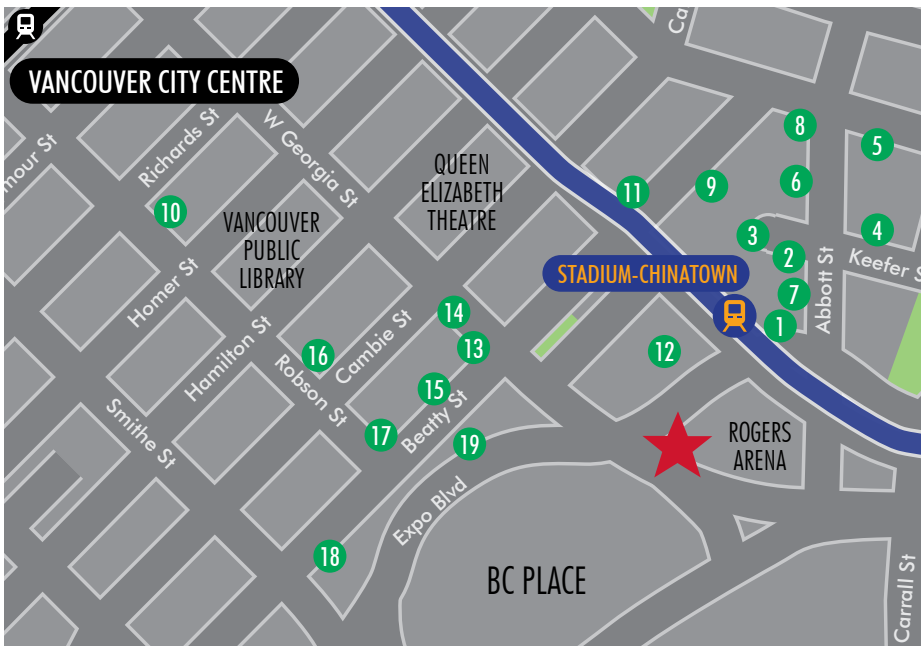 Ca
VANCOUVER CITY CENTRE
mour St
Richards St
W Georgia St
QUEEN
ELIZABETH
THEATRE
8
5
6
9
11
10
VANCOUVER
PUBLIC
LIBRARY
3
4
2
Keefer S
Abbott St
Homer St
STADIUM-CHINATOWN
7
1
14
13
12
Hamilton St
Cambie St
16
Robson St
15
Beatty St
17
19
Smithe St
ROGERS
ARENA
Expo Blvd
18
BC PLACE
Carrall St